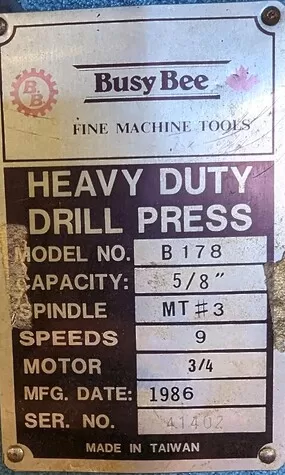 BB
Busy Bee
FINE MACHINE TOOLS
HEAVY DUTY
DRILL PRESS
MODEL NO. B178
CAPACITY: 5/8"
SPINDLE MT#3
SPEEDS 9
MOTOR 3/4
MFG. DATE: 1986
SER. NO. 41402
MADE IN TAIWAN